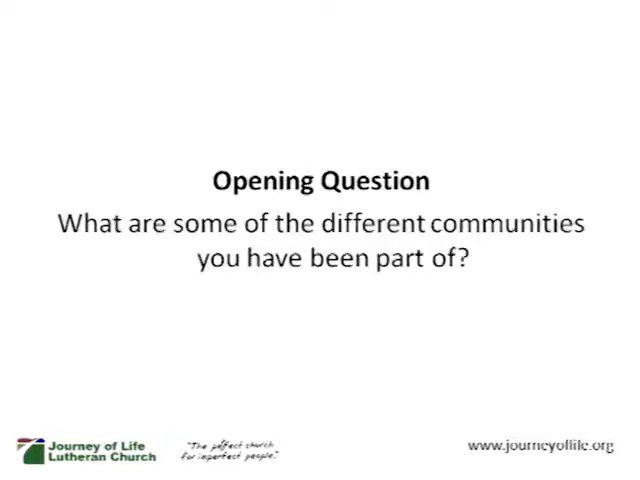 Opening Question
What are some of the different communities
you have been part of?
Journey of Life
Lutheran Church
"The perfect church
for imperfect people."
www.journeyoflife.org